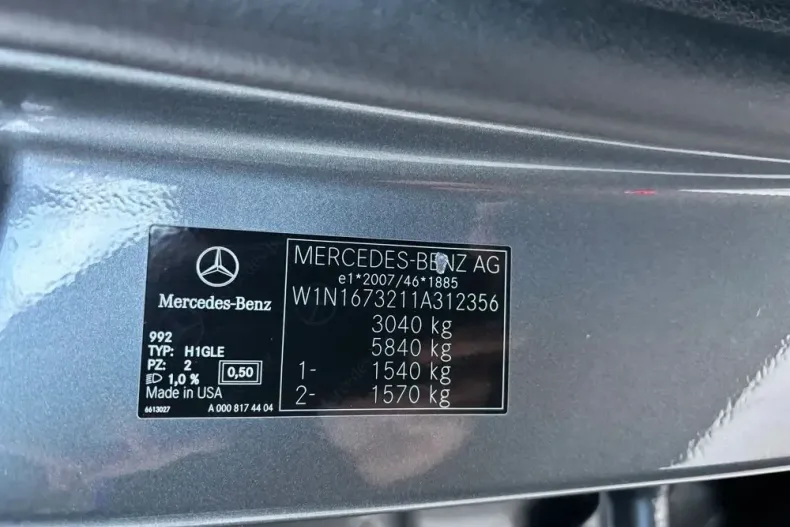 Mercedes-Benz
992
TYP: H1GLE
PZ: 2
1,0 %
0,50
Made in USA
6613027
A 000 817 44 04
MERCEDES-BENZ AG
e1*2007/46*1885
W1N1673211A312356
3040 kg
5840 kg
1- 1540 kg
2- 1570 kg